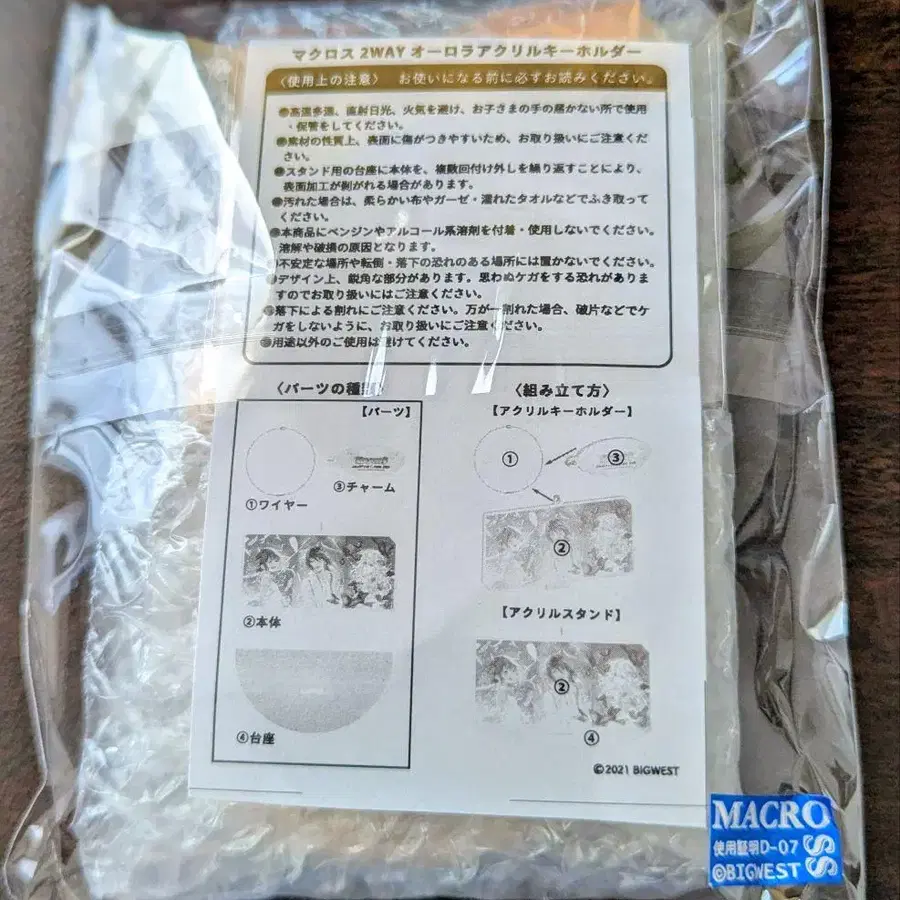 マクロス 2WAY オーロラアクリルキーホルダー
〈使用上の注意〉 お使いになる前に必ずお読みください。
●高温多湿、直射日光、火気を避け、お子さまの手の届かない所で使用
・保管をしてください。
●素材の性質上、表面に傷がつきやすいため、お取り扱いにご注意くだ
さい。
●スタンド用の台座に本体を、複数回付け外しを繰り返すことにより、
表面加工が剝がれる場合があります。
●汚れた場合は、柔らかい布やガーゼ・濡れたタオルなどでふき取って
ください。
●本商品にベンジンやアルコール系溶剤を付着・使用しないでください。
溶解や破損の原因となります。
●不安定な場所や転倒・落下の恐れのある場所には置かないでください。
●デザイン上、鋭角な部分があります。思わぬケガをする恐れがありま
すのでお取り扱いにはご注意ください。
●落下による割れにご注意ください。万が一割れた場合、破片などでケ
ガをしないように、お取り扱いにご注意ください。
●用途以外のご使用は避けてください。
〈パーツの種類〉
【パーツ】
①ワイヤー
③チャーム
②本体
④台座
〈組み立て方〉
【アクリルキーホルダー】
①
③
②
【アクリルスタンド】
②
④
©2021 BIGWEST
MACROSS
使用証明D-07
©BIGWEST